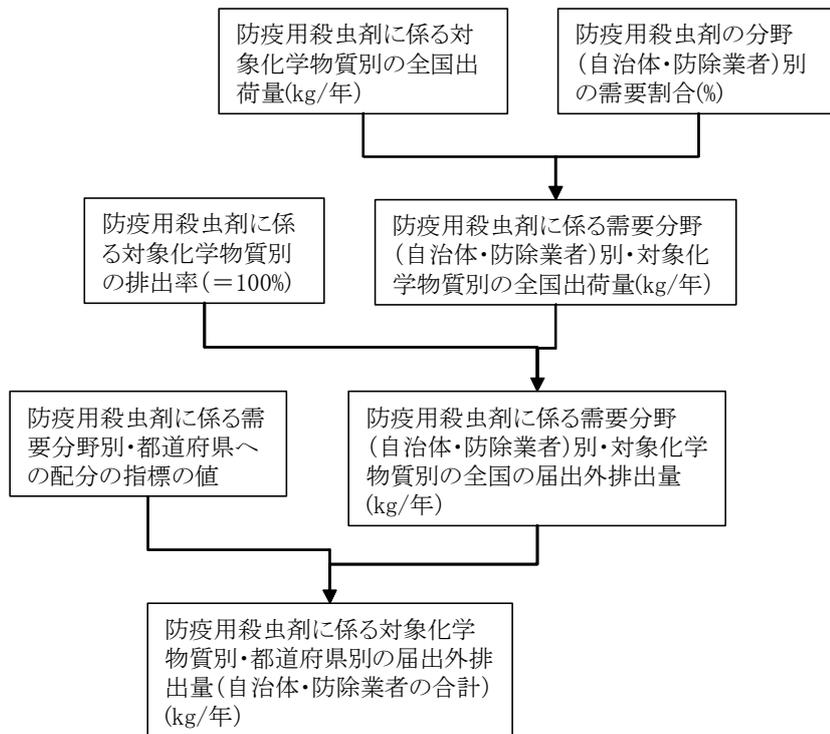 防疫用殺虫剤に係る対
象化学物質別の全国出
荷量(kg/年)
防疫用殺虫剤の分野
(自治体・防除業者)別
の需要割合(%)
防疫用殺虫剤に係
る対象化学物質別
の排出率(＝100%)
防疫用殺虫剤に係る需要分野
(自治体・防除業者)別・対象化
学物質別の全国出荷量(kg/年)
防疫用殺虫剤に係る需
要分野別・都道府県へ
の配分の指標の値
防疫用殺虫剤に係る需要分野
(自治体・防除業者)別・対象化学
物質別の全国の届出外排出量
(kg/年)
防疫用殺虫剤に係る対象化学
物質別・都道府県別の届出外排
出量(自治体・防除業者の合計)
(kg/年)